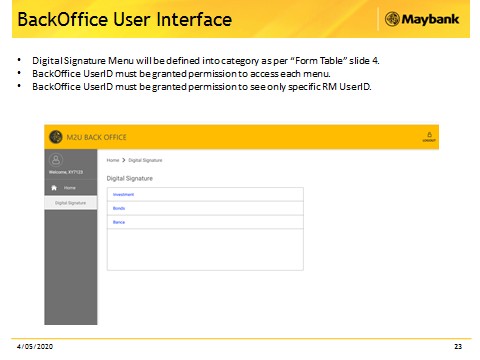 BackOffice User Interface
Maybank
• Digital Signature Menu will be defined into category as per “Form Table” slide 4.
• BackOffice UserID must be granted permission to access each menu.
• BackOffice UserID must be granted permission to see only specific RM UserID.
M2U BACK OFFICE
LOGOUT
Home > Digital Signature
Welcome, XYT123
Digital Signature
Home
Investment
Digital Signature
Bonds
Banca
4/05/2020
23